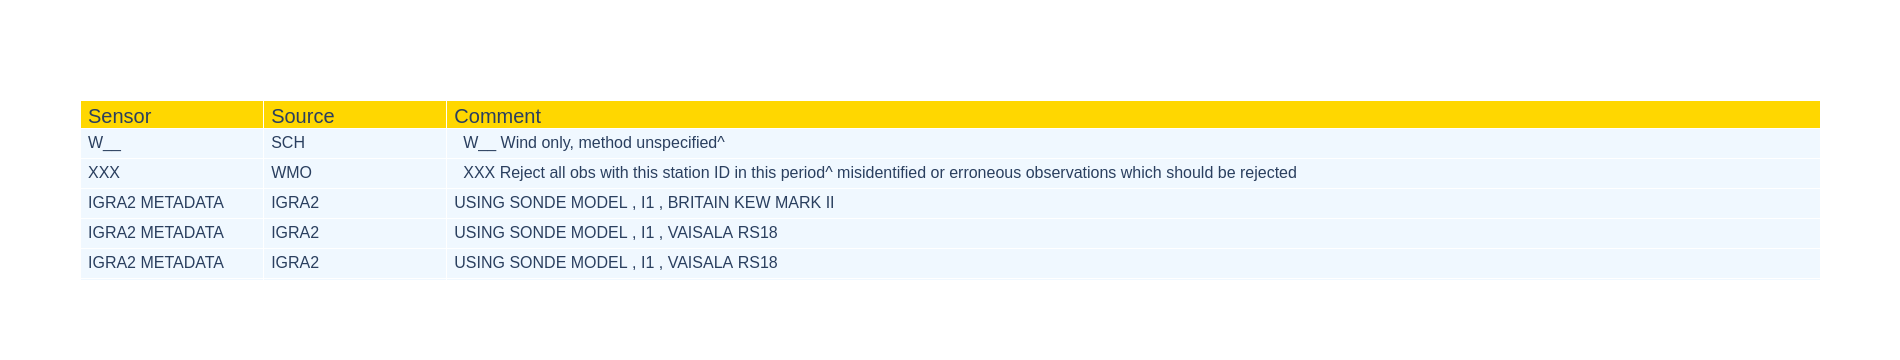 Sensor Source Comment
W__ SCH W__ Wind only, method unspecified^
XXX WMO XXX Reject all obs with this station ID in this period^ misidentified or erroneous observations which should be rejected
IGRA2 METADATA IGRA2 USING SONDE MODEL , I1 , BRITAIN KEW MARK II
IGRA2 METADATA IGRA2 USING SONDE MODEL , I1 , VAISALA RS18
IGRA2 METADATA IGRA2 USING SONDE MODEL , I1 , VAISALA RS18